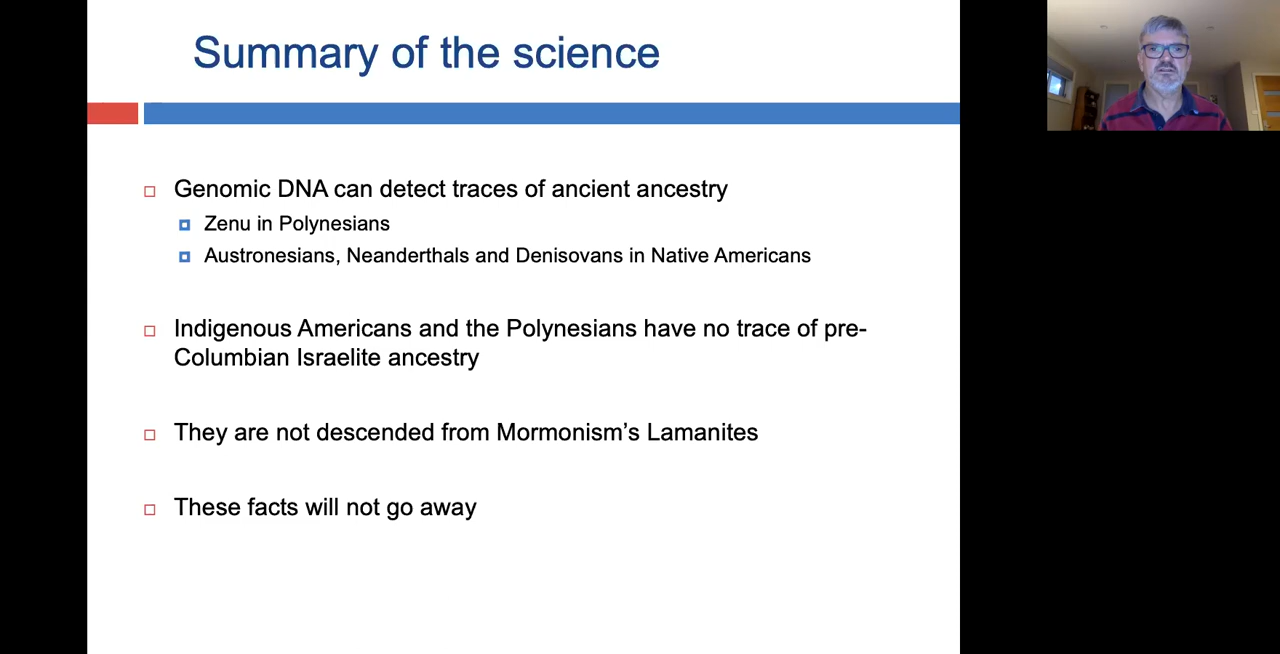 Summary of the science
Genomic DNA can detect traces of ancient ancestry
Zenu in Polynesians
Austronesians, Neanderthals and Denisovans in Native Americans
Indigenous Americans and the Polynesians have no trace of pre-
Columbian Israelite ancestry
They are not descended from Mormonism’s Lamanites
These facts will not go away